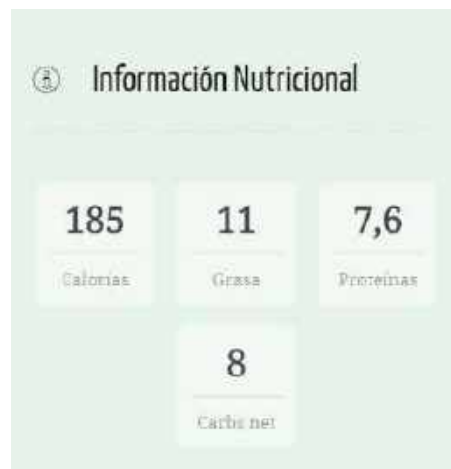 Información Nutricional
185
11
7,6
Calorías
Grasa
Proteínas
8
Carbs net